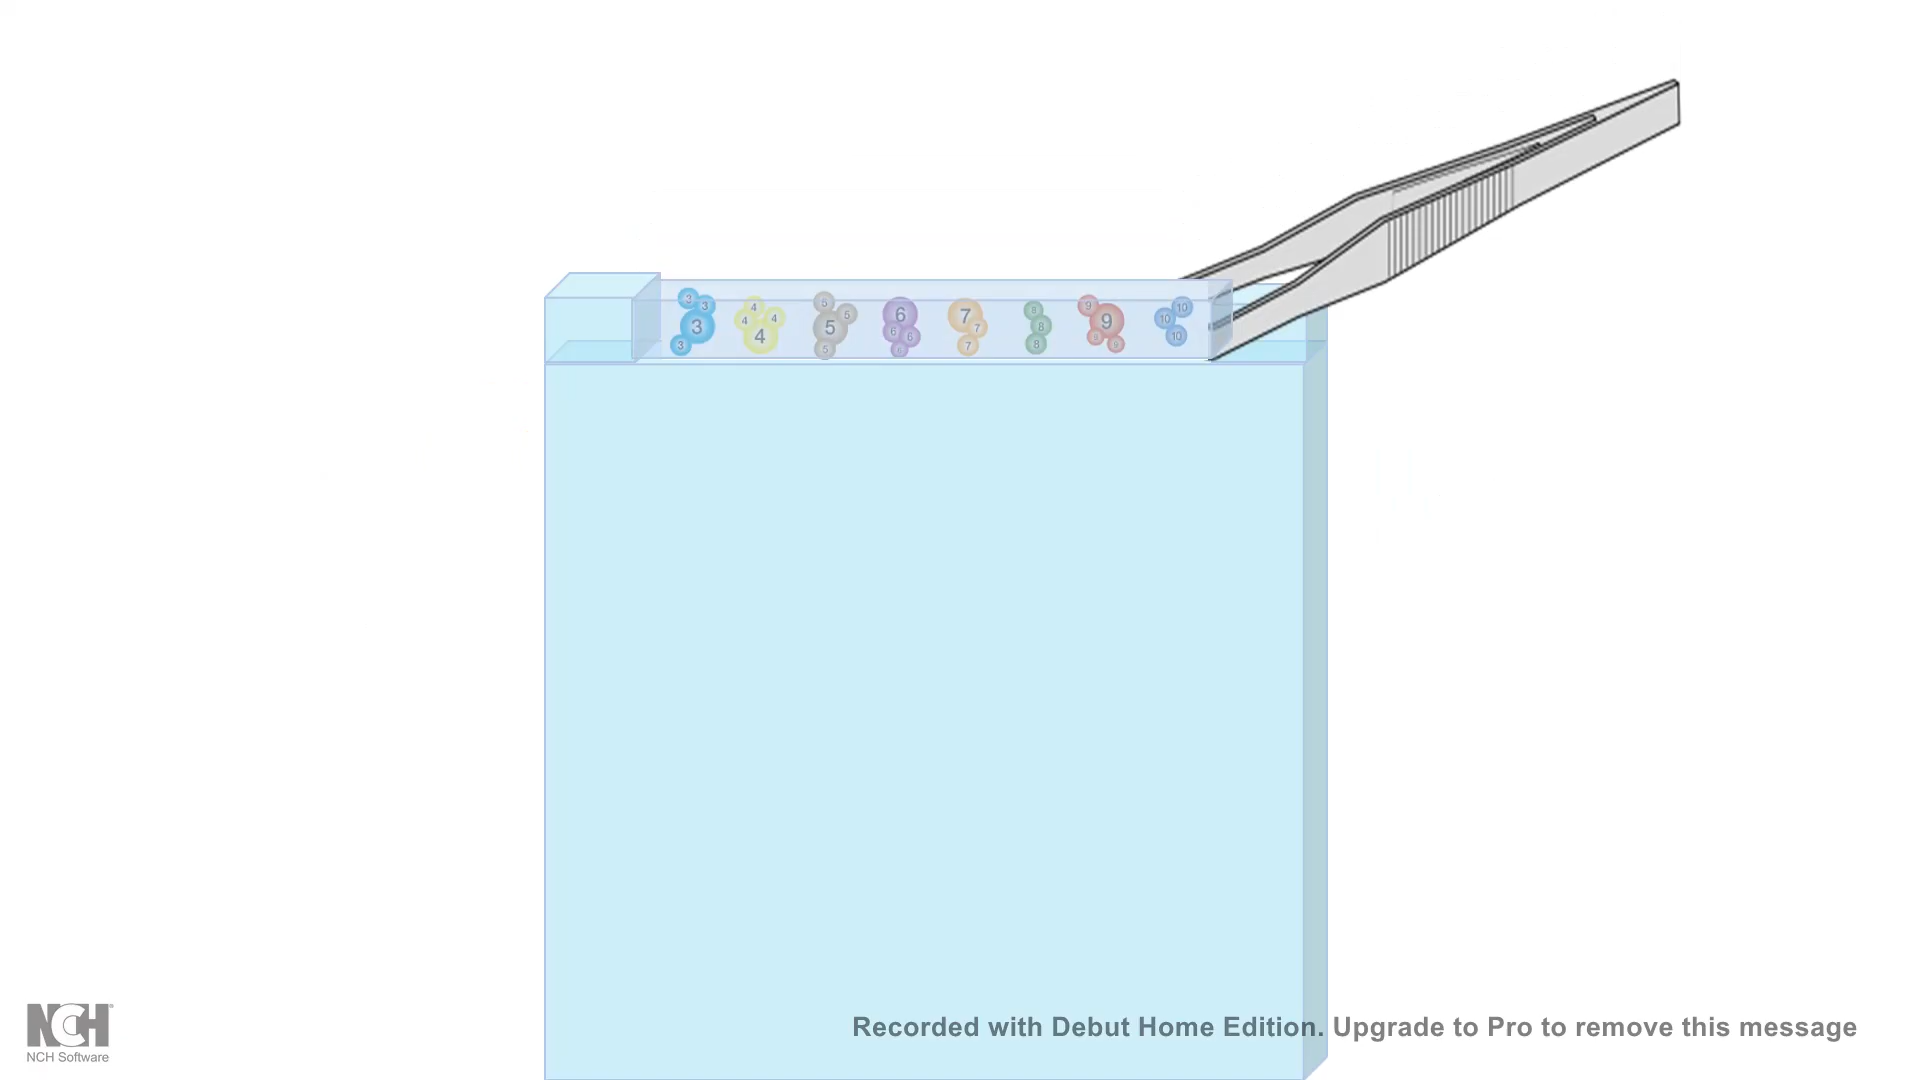 3 3 3 3
4 4 4 4
5 5 5 5
6 6 6 6
7 7 7
8 8 8
9 9 9 9
10 10 10
NCH
NCH Software
Recorded with Debut Home Edition. Upgrade to Pro to remove this message